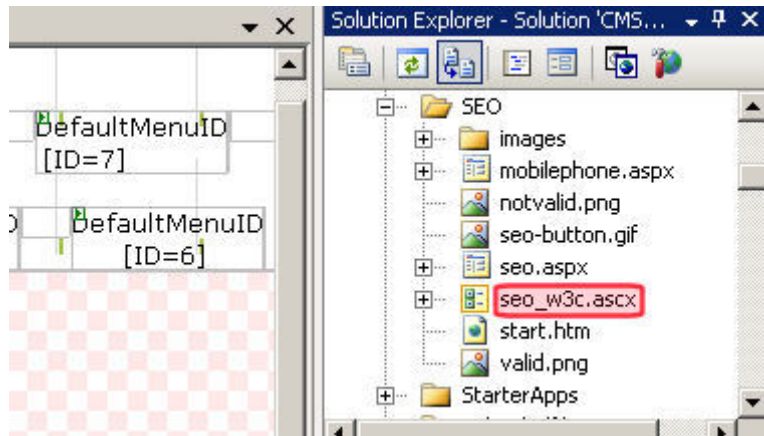 DefaultMenuID
[ID=7]
DefaultMenuID
[ID=6]
Solution Explorer - Solution 'CMS...
SEO
images
mobilephone.aspx
notvalid.png
seo-button.gif
seo.aspx
seo_w3c.ascx
start.htm
valid.png
StarterApps